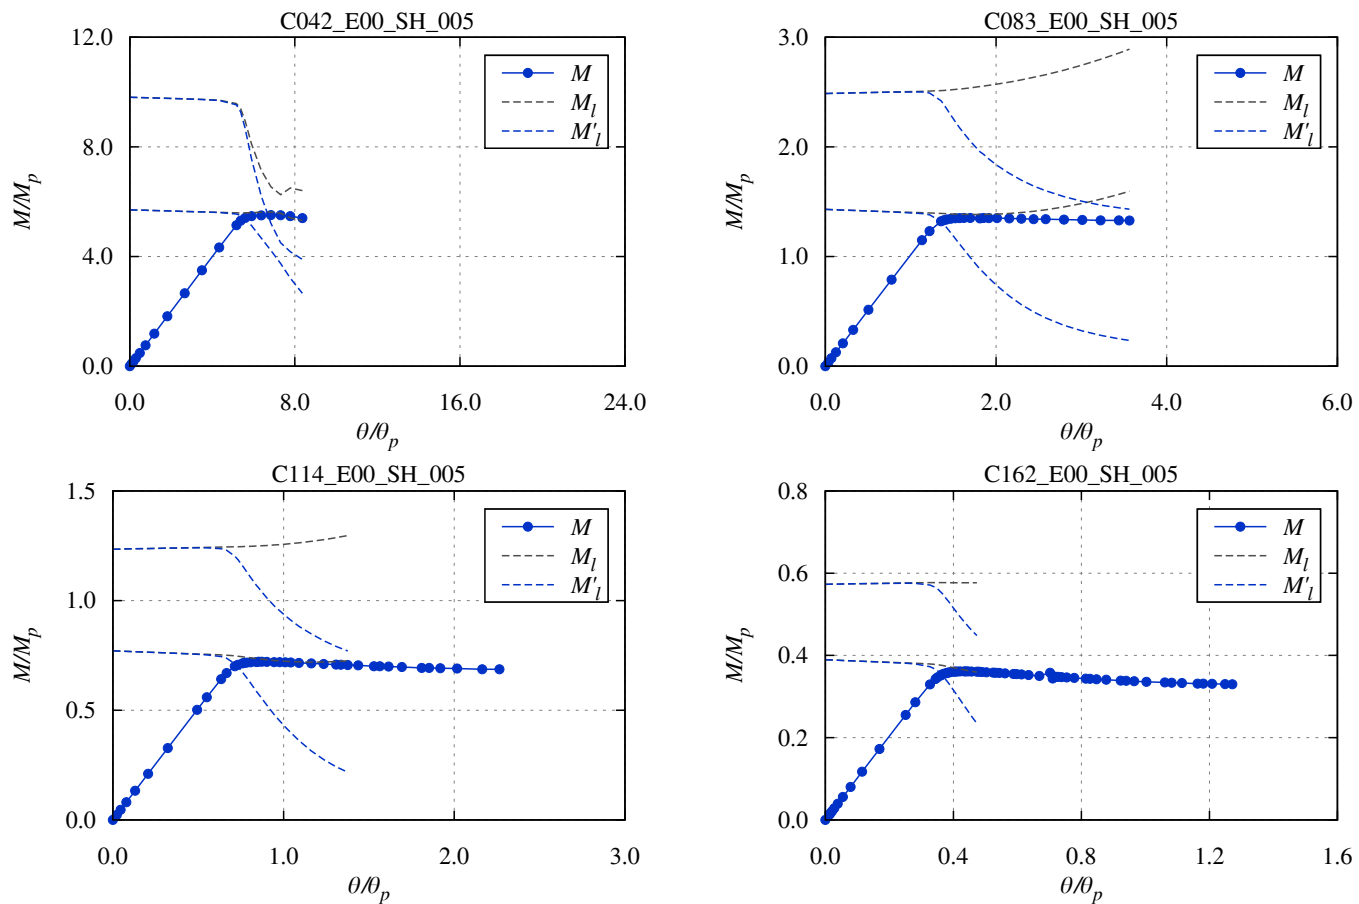 C042_E00_SH_005
12.0
8.0
4.0
0.0
M/Mp
M
Ml
M'l
0.0 8.0 16.0 24.0
θ/θp
C083_E00_SH_005
3.0
2.0
1.0
0.0
M/Mp
M
Ml
M'l
0.0 2.0 4.0 6.0
θ/θp
C114_E00_SH_005
1.5
1.0
0.5
0.0
M/Mp
M
Ml
M'l
0.0 1.0 2.0 3.0
θ/θp
C162_E00_SH_005
0.8
0.6
0.4
0.2
0.0
M/Mp
M
Ml
M'l
0.0 0.4 0.8 1.2 1.6
θ/θp